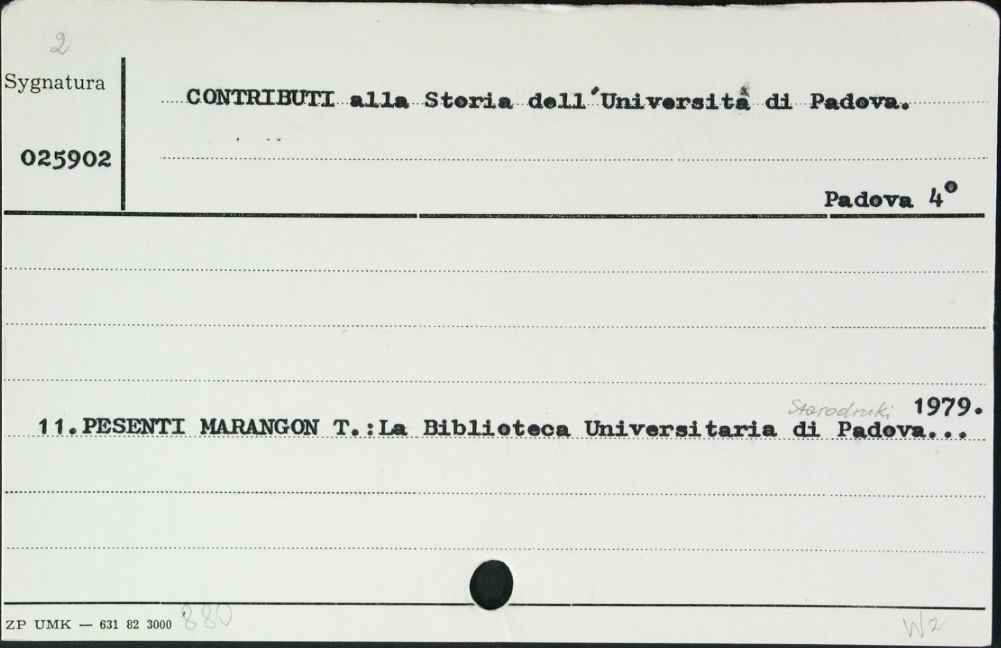 2
Sygnatura
CONTRIBUTI alla Storia dell'Università di Padova.
025902
Padova 4°
Starodruki 1979.
11.PESENTI MARANGON T.:La Biblioteca Universitaria di Padova...
ZP UMK — 631 82 3000 880
Wz